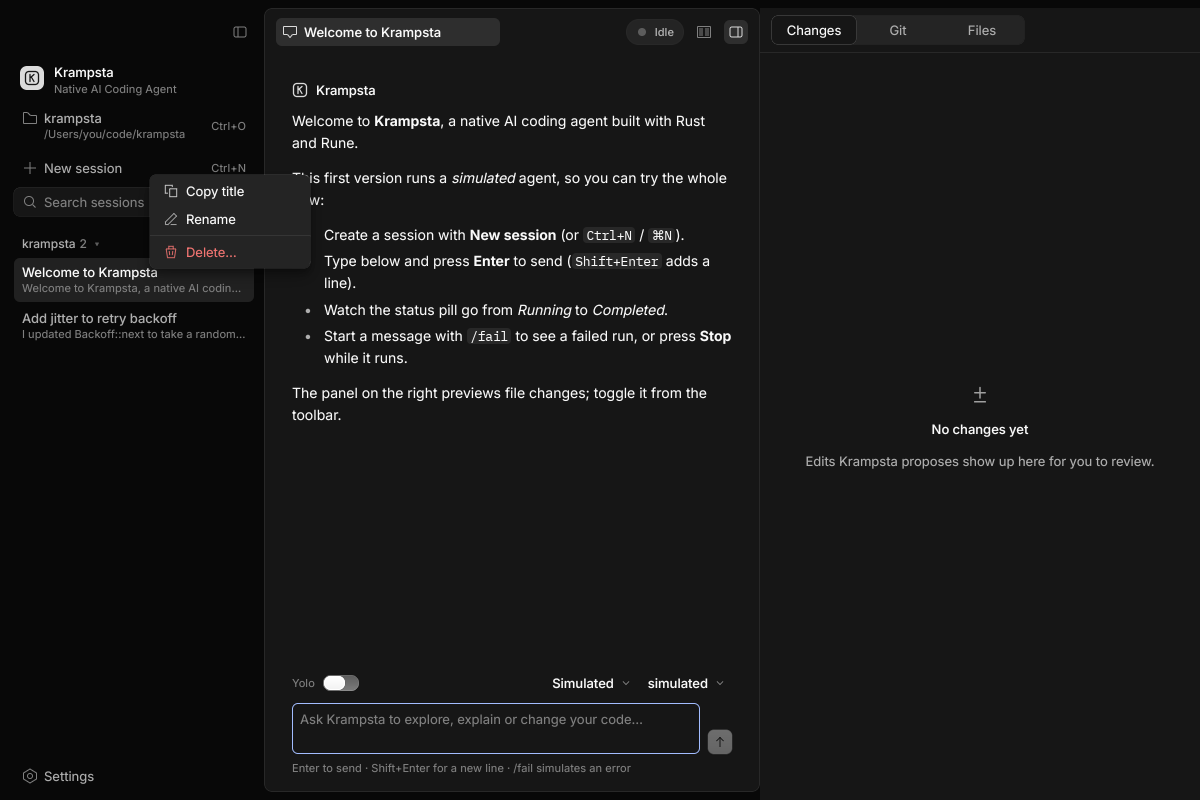 Krampsta
Native AI Coding Agent
krampsta
/Users/you/code/krampsta
Ctrl+O
New session
Ctrl+N
Search sessions
krampsta 2
Welcome to Krampsta
Welcome to Krampsta, a native AI codin...
Add jitter to retry backoff
I updated Backoff::next to take a random...
Settings
Copy title
Rename
Delete...
Welcome to Krampsta
Idle
Krampsta
Welcome to Krampsta, a native AI coding agent built with Rust
and Rune.
is first version runs a simulated agent, so you can try the whole
w:
Create a session with New session (or Ctrl+N / ⌘N).
Type below and press Enter to send (Shift+Enter adds a
line).
• Watch the status pill go from Running to Completed.
• Start a message with /fail to see a failed run, or press Stop
while it runs.
The panel on the right previews file changes; toggle it from the
toolbar.
Yolo
Simulated
simulated
Ask Krampsta to explore, explain or change your code...
Enter to send · Shift+Enter for a new line · /fail simulates an error
Changes
Git
Files
No changes yet
Edits Krampsta proposes show up here for you to review.